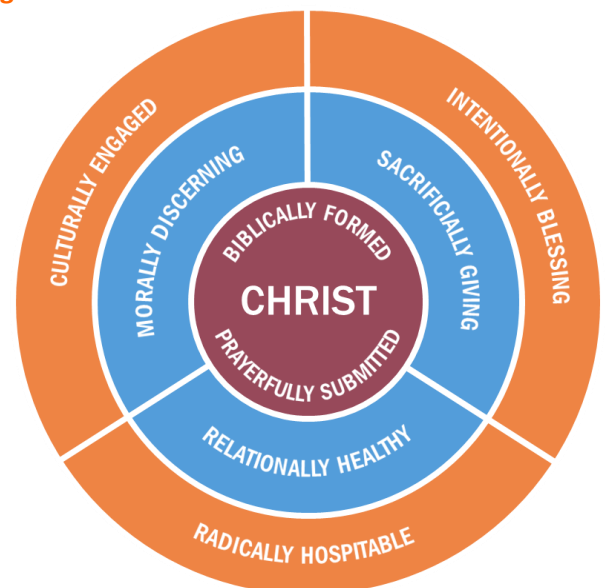 CULTURALLY ENGAGED
INTENTIONALLY BLESSING
MORALLY DISCERNING
SACRIFICIALLY GIVING
BIBLICALLY FORMED
CHRIST
PRAYERFULLY SUBMITTED
RELATIONALLY HEALTHY
RADICALLY HOSPITABLE